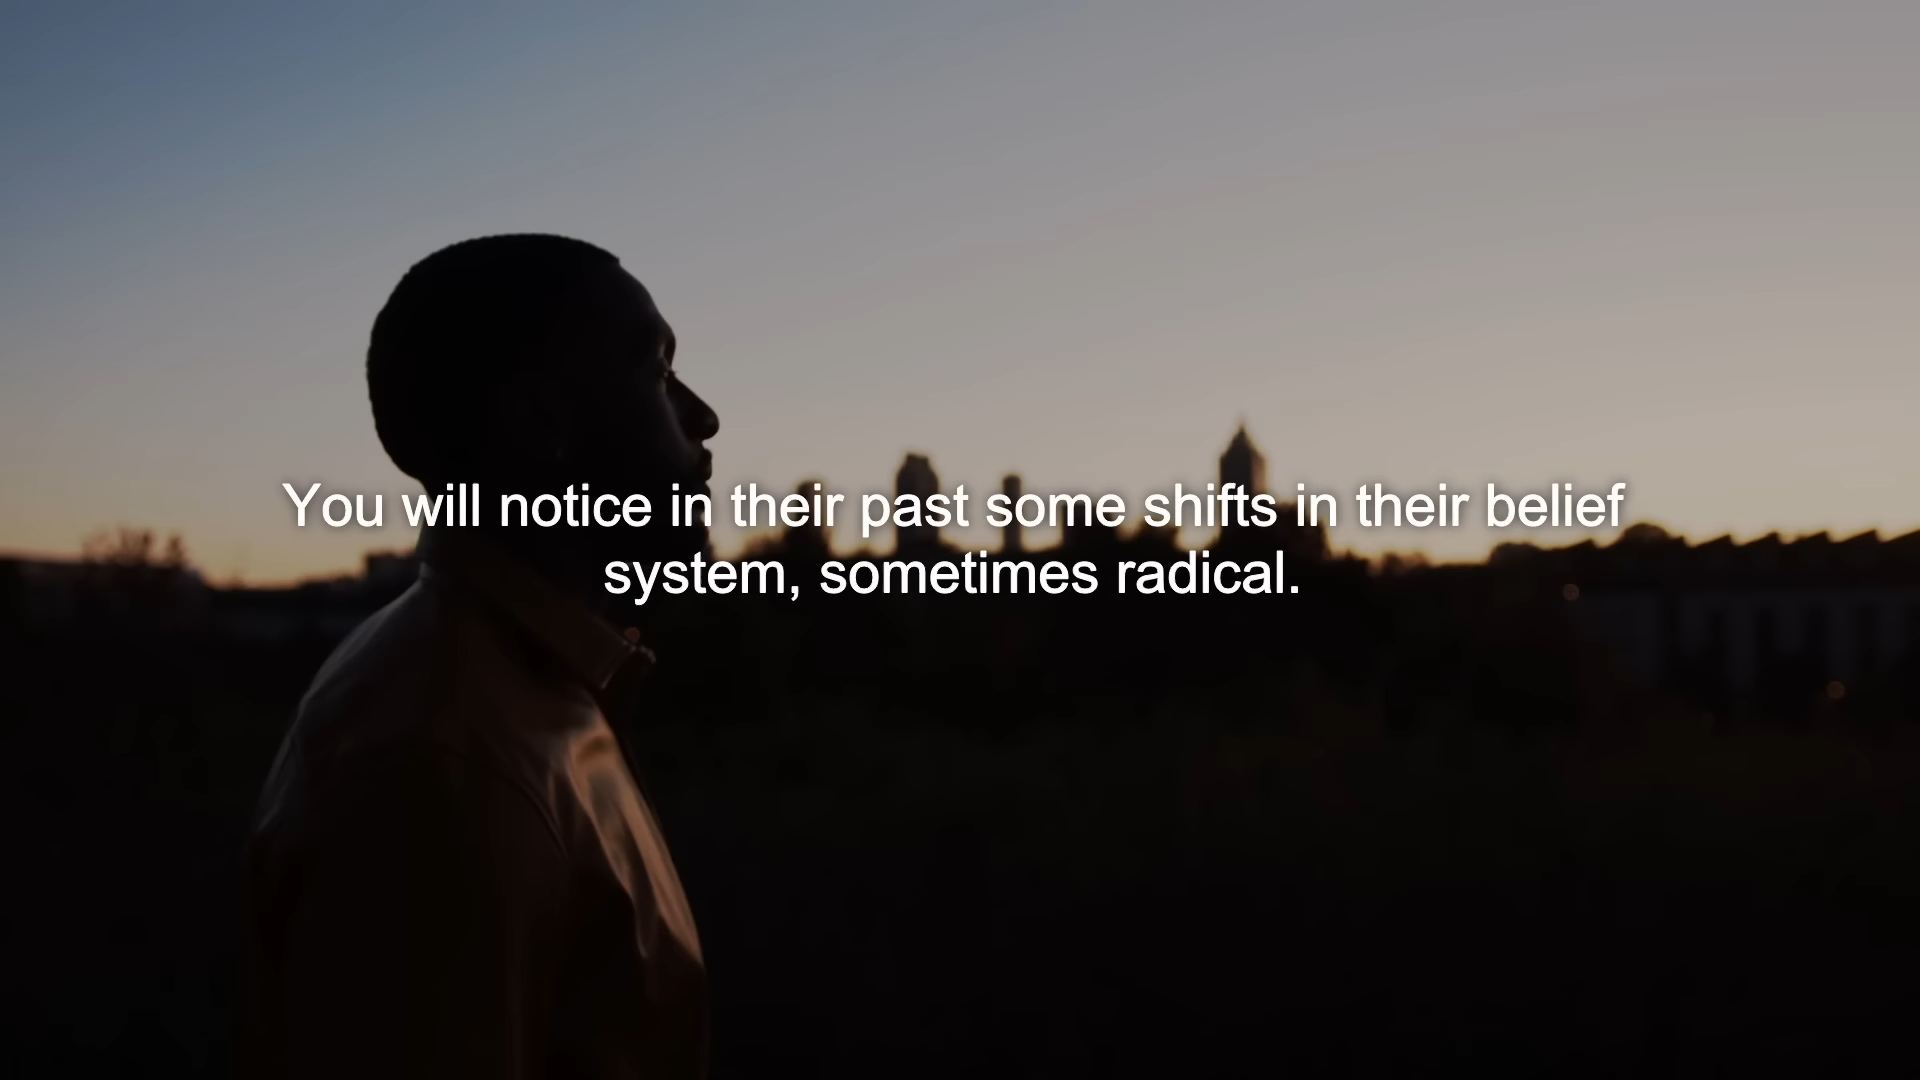 You will notice in their past some shifts in their belief
system, sometimes radical.